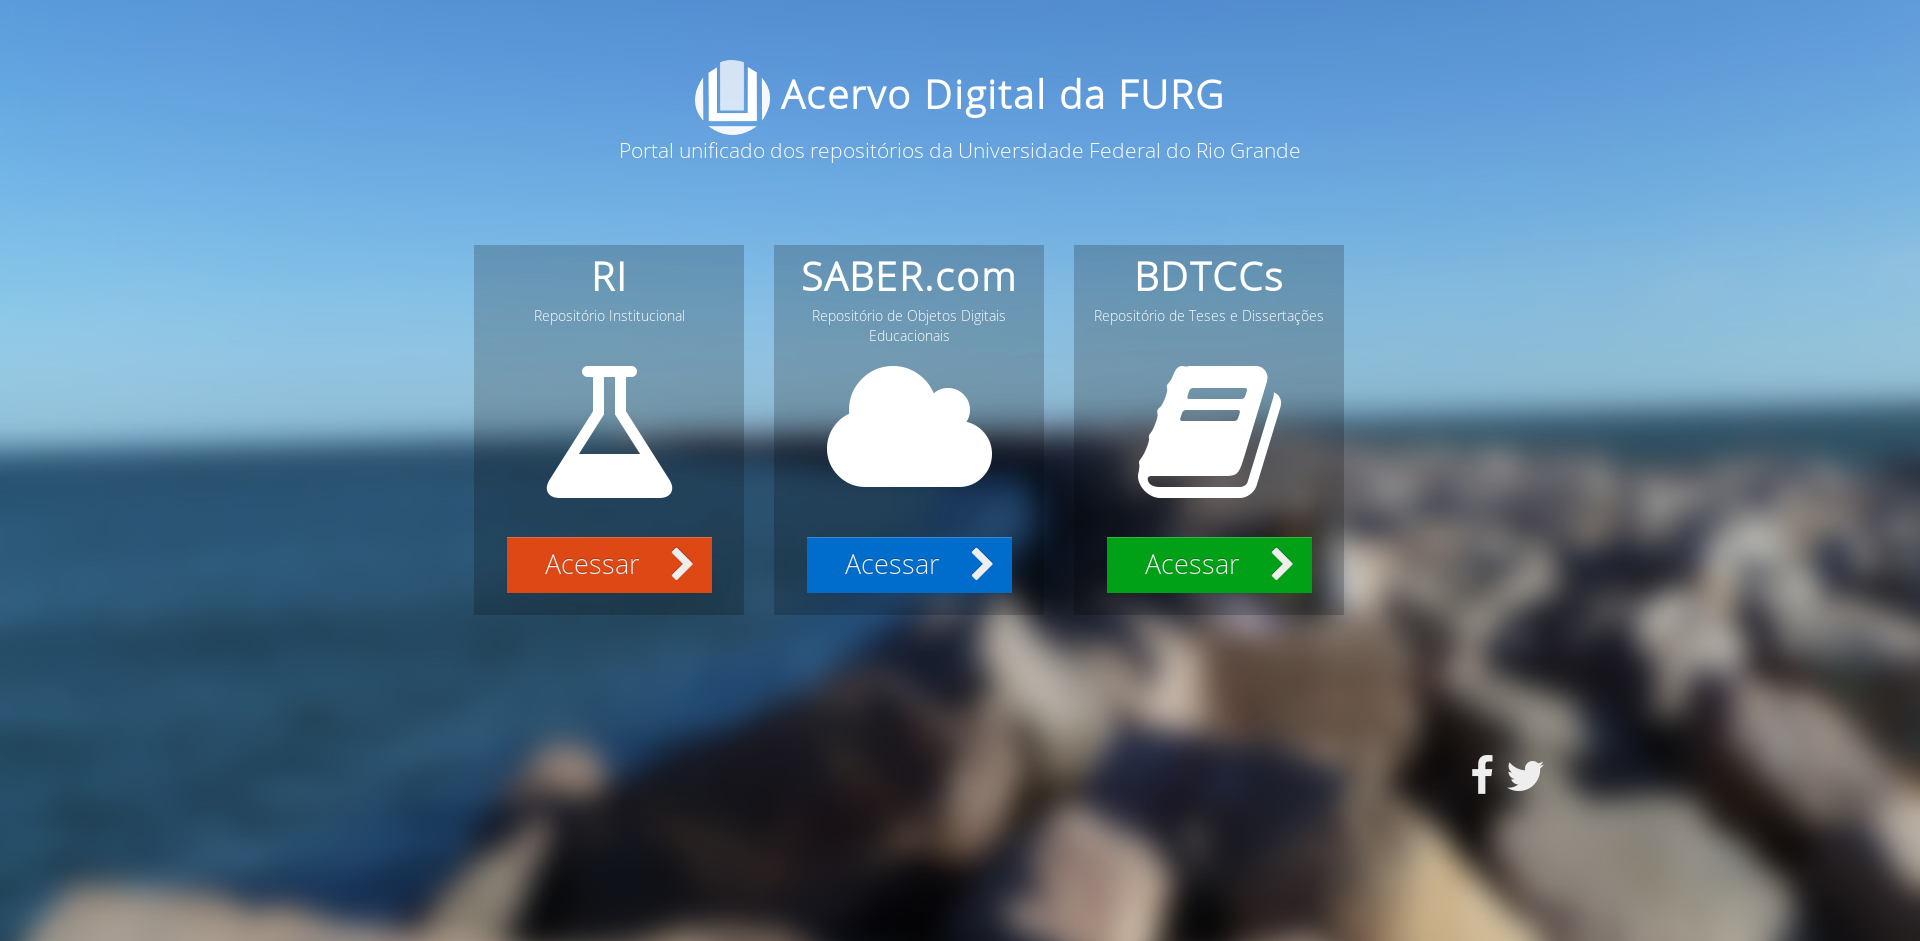 Acervo Digital da FURG
Portal unificado dos repositórios da Universidade Federal do Rio Grande
RI
Repositório Institucional
Acessar
SABER.com
Repositório de Objetos Digitais
Educacionais
Acessar
BDTCCs
Repositório de Teses e Dissertações
Acessar